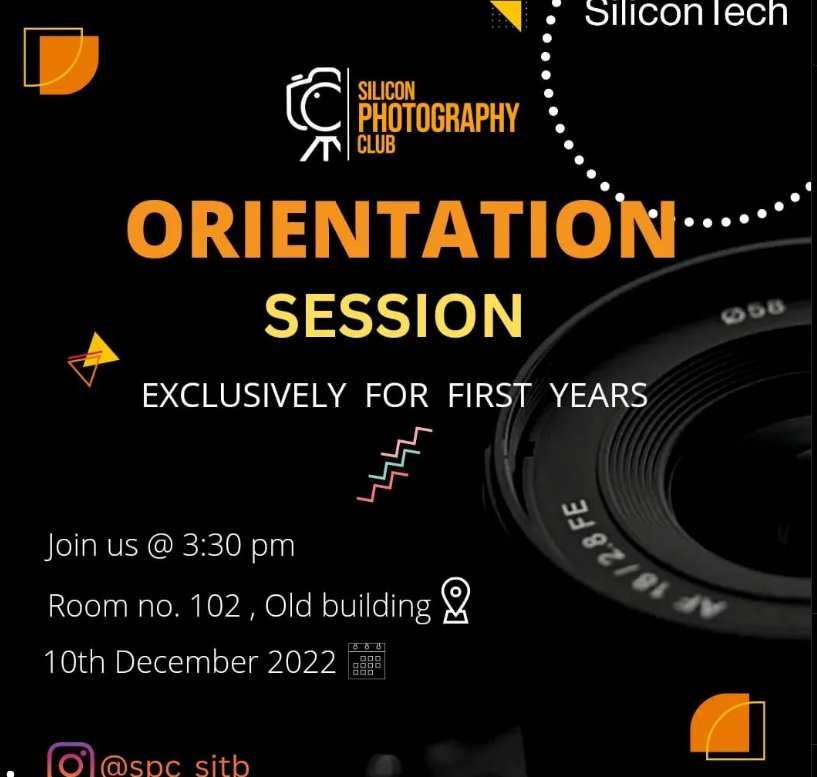 SiliconTech
SILICON
PHOTOGRAPHY
CLUB
ORIENTATION
SESSION
EXCLUSIVELY FOR FIRST YEARS
Ø58
AF 18/2.8 FE
Join us @ 3:30 pm
Room no. 102 , Old building
10th December 2022
@spc_sitb